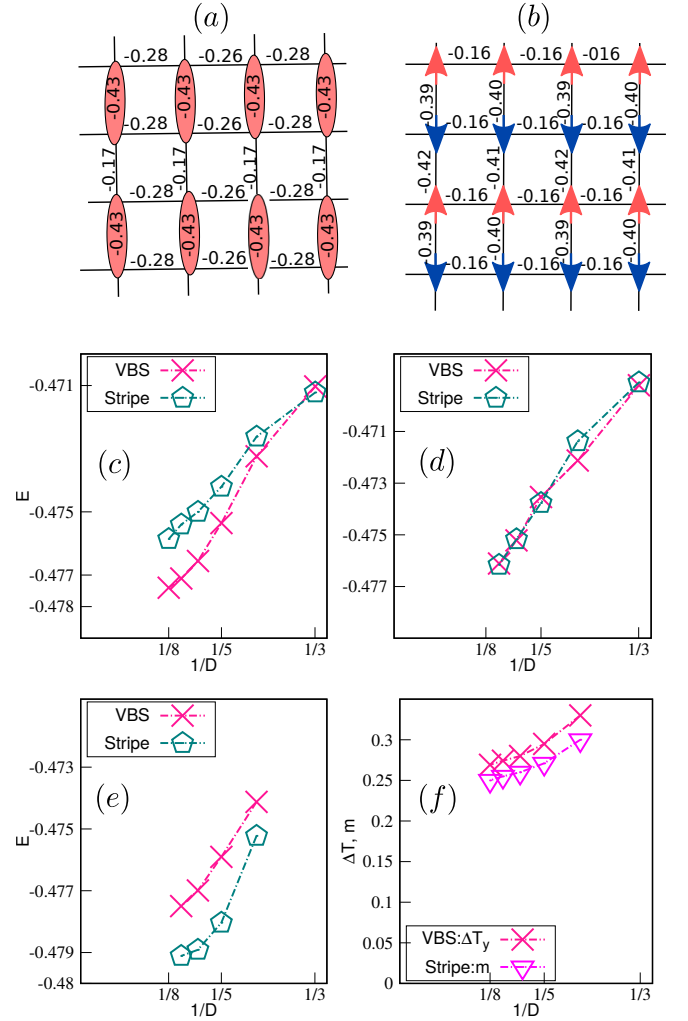 (a) (b)
-0.28 -0.26 -0.28
-0.43 -0.43 -0.43 -0.43
-0.28 -0.26 -0.28
-0.17 -0.17 -0.17 -0.17
-0.28 -0.26 -0.28
-0.43 -0.43 -0.43 -0.43
-0.28 -0.26 -0.28
-0.16 -0.16 -016
-0.39 -0.40 -0.39 -0.40
-0.16 -0.16 -0.16
-0.42 -0.41 -0.42 -0.41
-0.16 -0.16 -0.16
-0.39 -0.40 -0.39 -0.40
-0.16 -0.16 -0.16
VBS
Stripe
(c)
E
-0.471
-0.475
-0.477
-0.478
1/8 1/5 1/3
1/D
VBS
Stripe
(d)
-0.471
-0.473
-0.475
-0.477
1/8 1/5 1/3
1/D
VBS
Stripe
(e)
E
-0.473
-0.475
-0.477
-0.479
-0.48
1/8 1/5 1/3
1/D
(f)
ΔT, m
0.3
0.25
0.2
0.15
0.1
0.05
0
VBS:ΔTy
Stripe:m
1/8 1/5 1/3
1/D